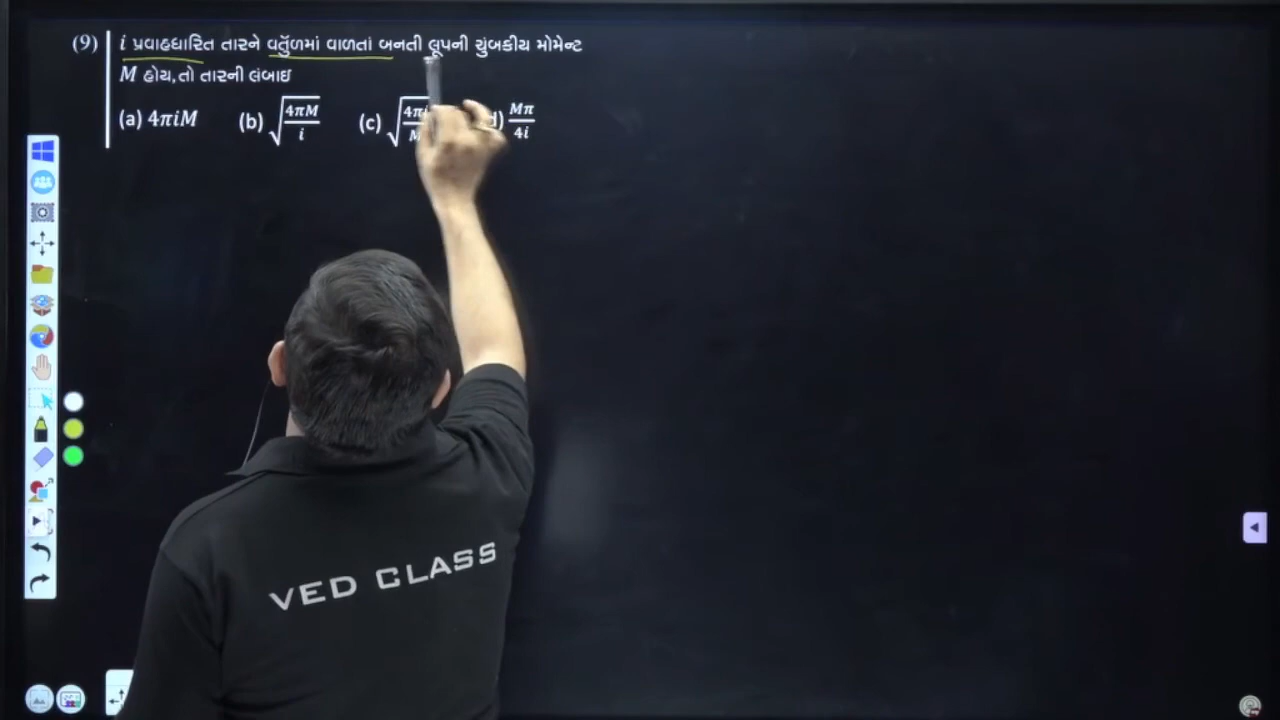 (9) i પ્રવાહધારિત તારને વર્તુળમાં વાળતાં બનતી લૂપની ચુંબકીય મોમેન્ટ
M હોય, તો તારની લંબાઇ
(a) 4πiM (b) √(4πM/i) (c) d) Mπ/4i
VED CLASS